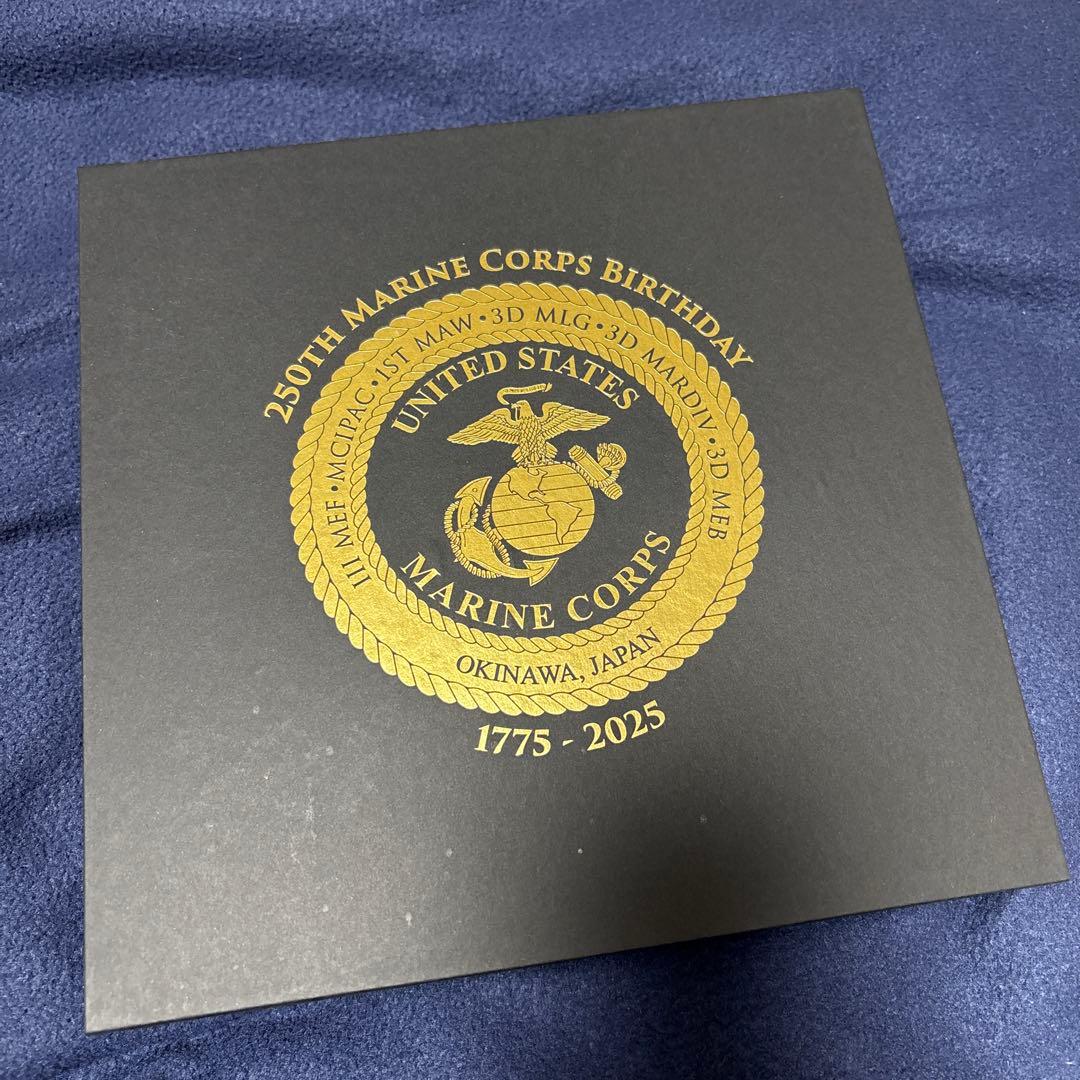 250TH MARINE CORPS BIRTHDAY
III MEF • MCIPAC • 1ST MAW • 3D MLG • 3D MARDIV • 3D MEB
UNITED STATES
MARINE CORPS
OKINAWA, JAPAN
1775 - 2025